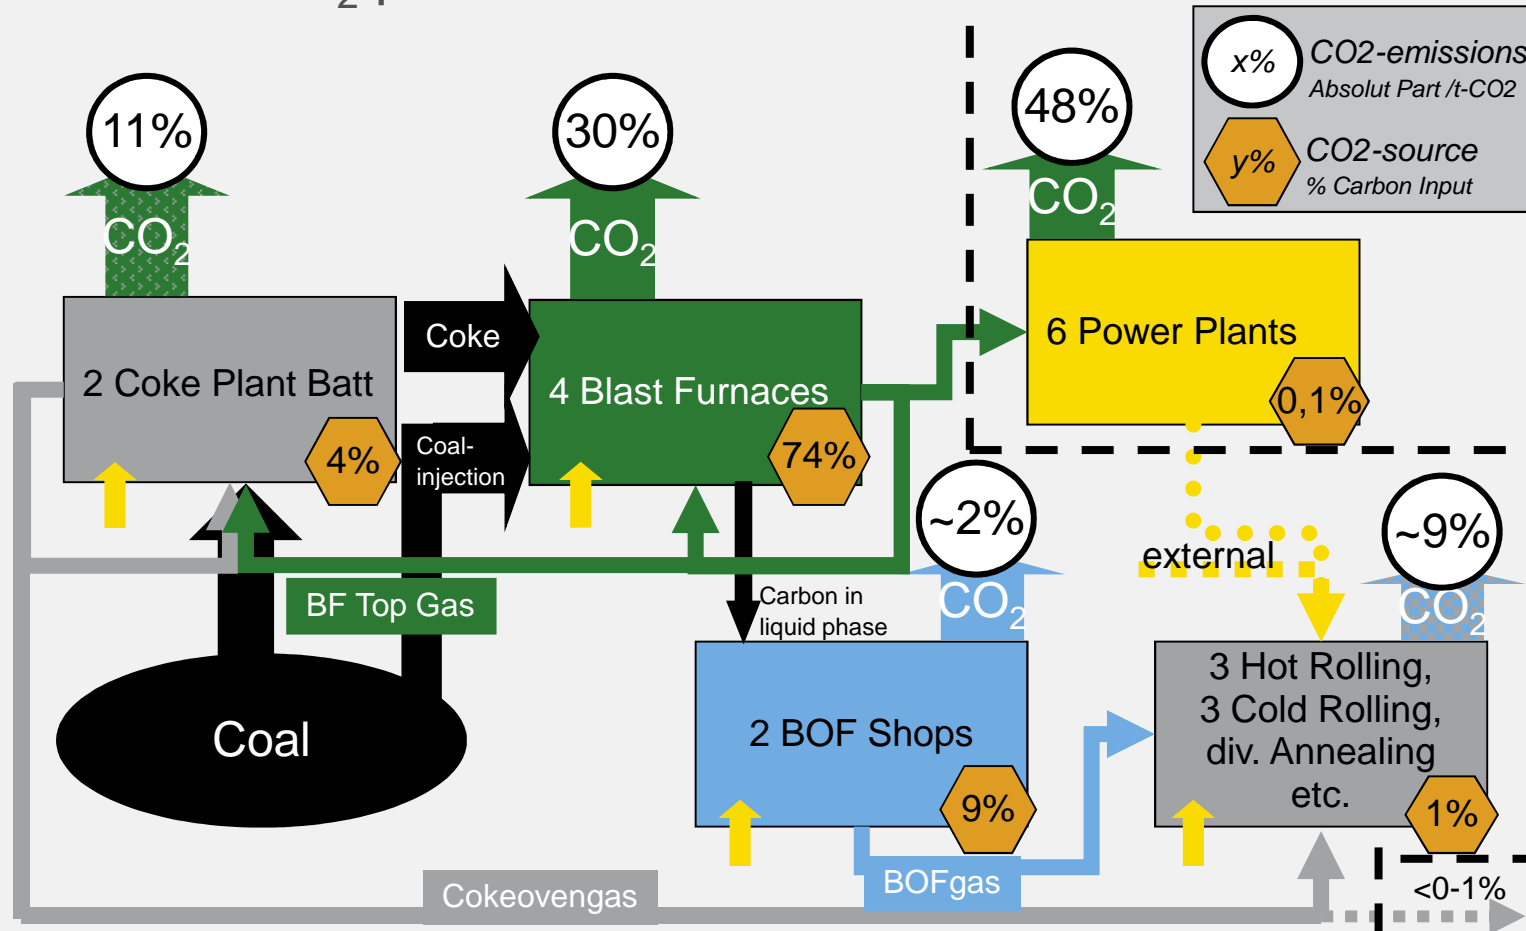 2
x%
CO2-emissions
Absolut Part /t-CO2
y%
CO2-source
% Carbon Input
11%
30%
48%
CO2
CO2
CO2
2 Coke Plant Batt
4%
Coke
Coal-
injection
4 Blast Furnaces
74%
6 Power Plants
0,1%
~2%
~9%
external
BF Top Gas
Carbon in
liquid phase
CO2
CO2
Coal
2 BOF Shops
9%
3 Hot Rolling,
3 Cold Rolling,
div. Annealing
etc.
1%
Cokeovengas
BOFgas
<0-1%